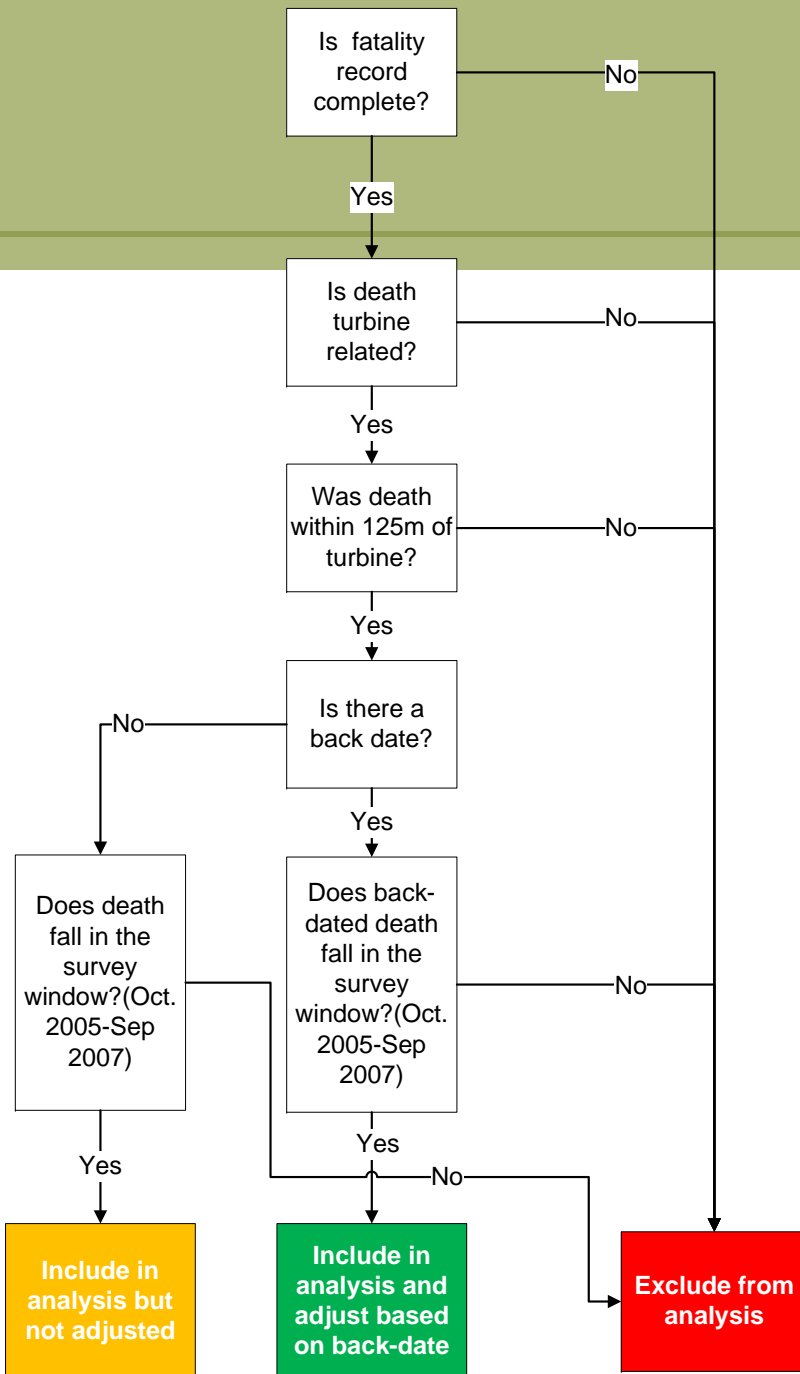 Is fatality
record
complete?
No
Yes
Is death
turbine
related?
No
Yes
Was death
within 125m of
turbine?
No
Yes
Is there a
back date?
No
Yes
Does death
fall in the
survey
window?(Oct.
2005-Sep
2007)
Does back-
dated death
fall in the
survey
window?(Oct.
2005-Sep
2007)
No
Yes
Yes
No
Include in
analysis but
not adjusted
Include in
analysis and
adjust based
on back-date
Exclude from
analysis